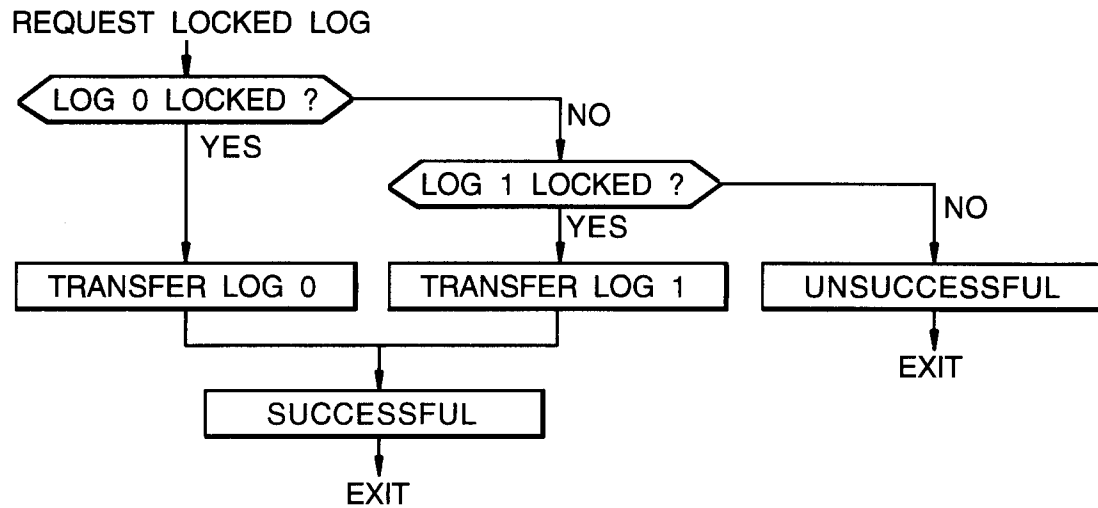 REQUEST LOCKED LOG
LOG 0 LOCKED ?
NO
YES
LOG 1 LOCKED ?
NO
YES
TRANSFER LOG 0
TRANSFER LOG 1
UNSUCCESSFUL
EXIT
SUCCESSFUL
EXIT